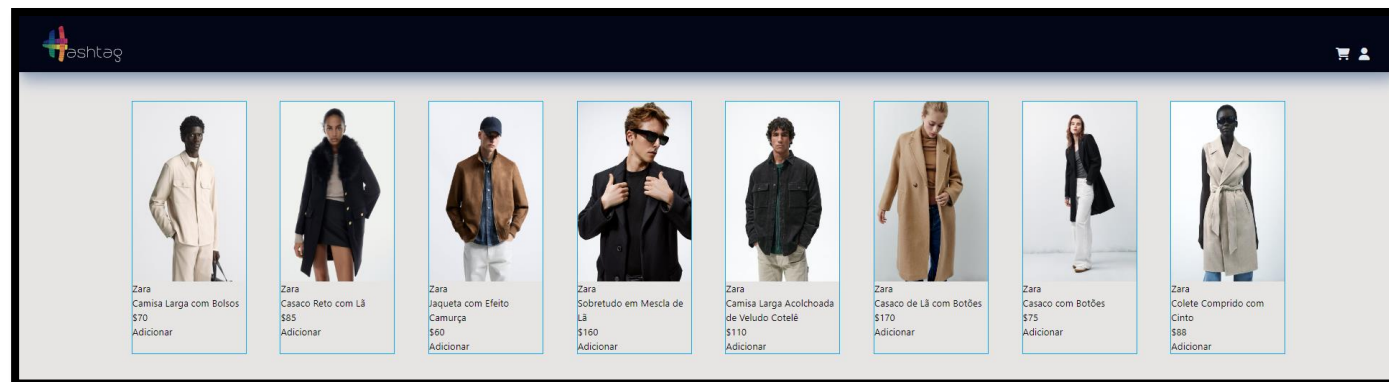 Hashtag
Zara
Camisa Larga com Bolsos
$70
Adicionar
Zara
Casaco Reto com Lã
$85
Adicionar
Zara
Jaqueta com Efeito
Camurça
$60
Adicionar
Zara
Sobretudo em Mescla de
Lã
$160
Adicionar
Zara
Camisa Larga Acolchoada
de Veludo Cotelê
$110
Adicionar
Zara
Casaco de Lã com Botões
$170
Adicionar
Zara
Casaco com Botões
$75
Adicionar
Zara
Colete Comprido com
Cinto
$88
Adicionar